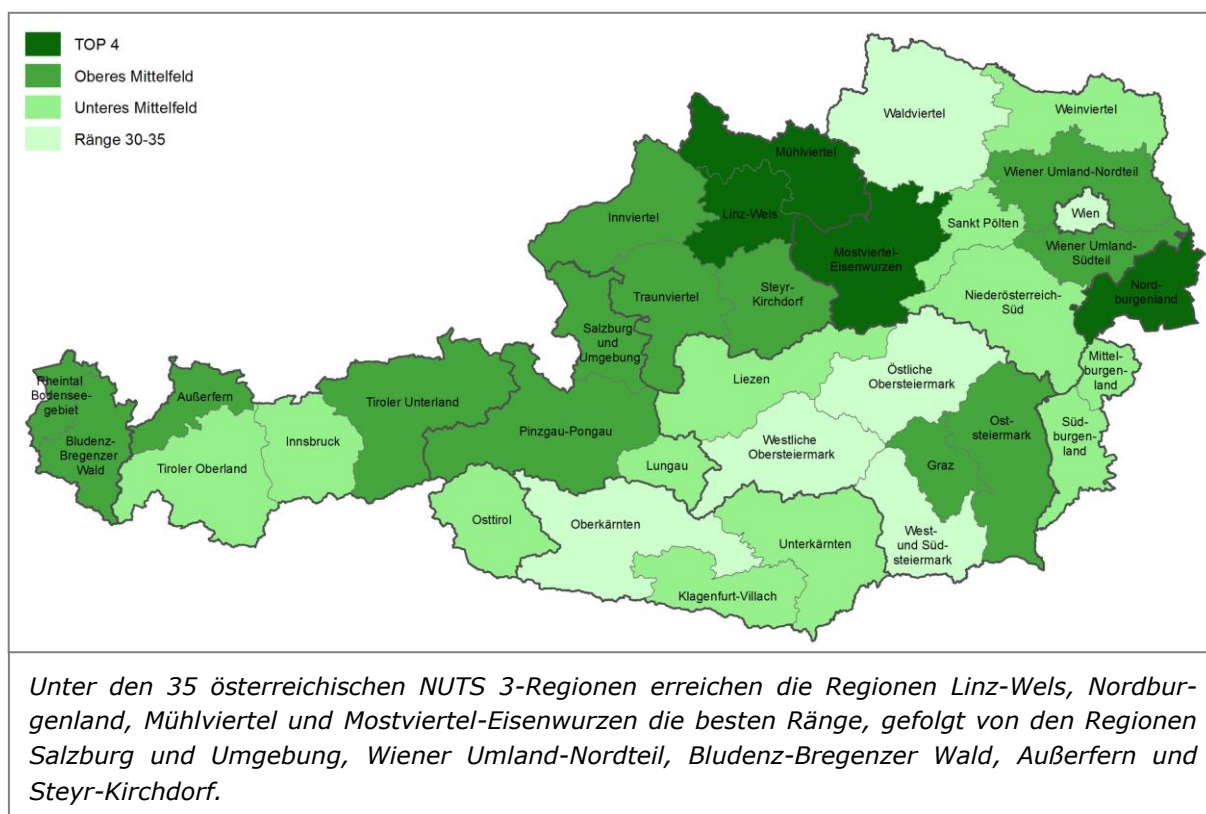 TOP 4
Oberes Mittelfeld
Unteres Mittelfeld
Ränge 30-35
Waldviertel
Weinviertel
Mühlviertel
Wiener Umland-Nordteil
Innviertel
Linz-Wels
Sankt Pölten
Wien
Mostviertel-
Eisenwurzen
Wiener Umland-
Südteil
Nord-
burgenland
Traunviertel
Steyr-
Kirchdorf
Niederösterreich-
Süd
Salzburg
und
Umgebung
Mittel-
burgen-
land
Rheintal
Bodensee-
gebiet
Außerfern
Tiroler Unterland
Liezen
Östliche
Obersteiermark
Bludenz-
Bregenzer
Wald
Innsbruck
Pinzgau-Pongau
Ost-
steiermark
Süd-
burgen-
land
Tiroler Oberland
Westliche
Obersteiermark
Lungau
Graz
Osttirol
Oberkärnten
Unterkärnten
West-
und Süd-
steiermark
Klagenfurt-Villach
Unter den 35 österreichischen NUTS 3-Regionen erreichen die Regionen Linz-Wels, Nordbur-
genland, Mühlviertel und Mostviertel-Eisenwurzen die besten Ränge, gefolgt von den Regionen
Salzburg und Umgebung, Wiener Umland-Nordteil, Bludenz-Bregenzer Wald, Außerfern und
Steyr-Kirchdorf.